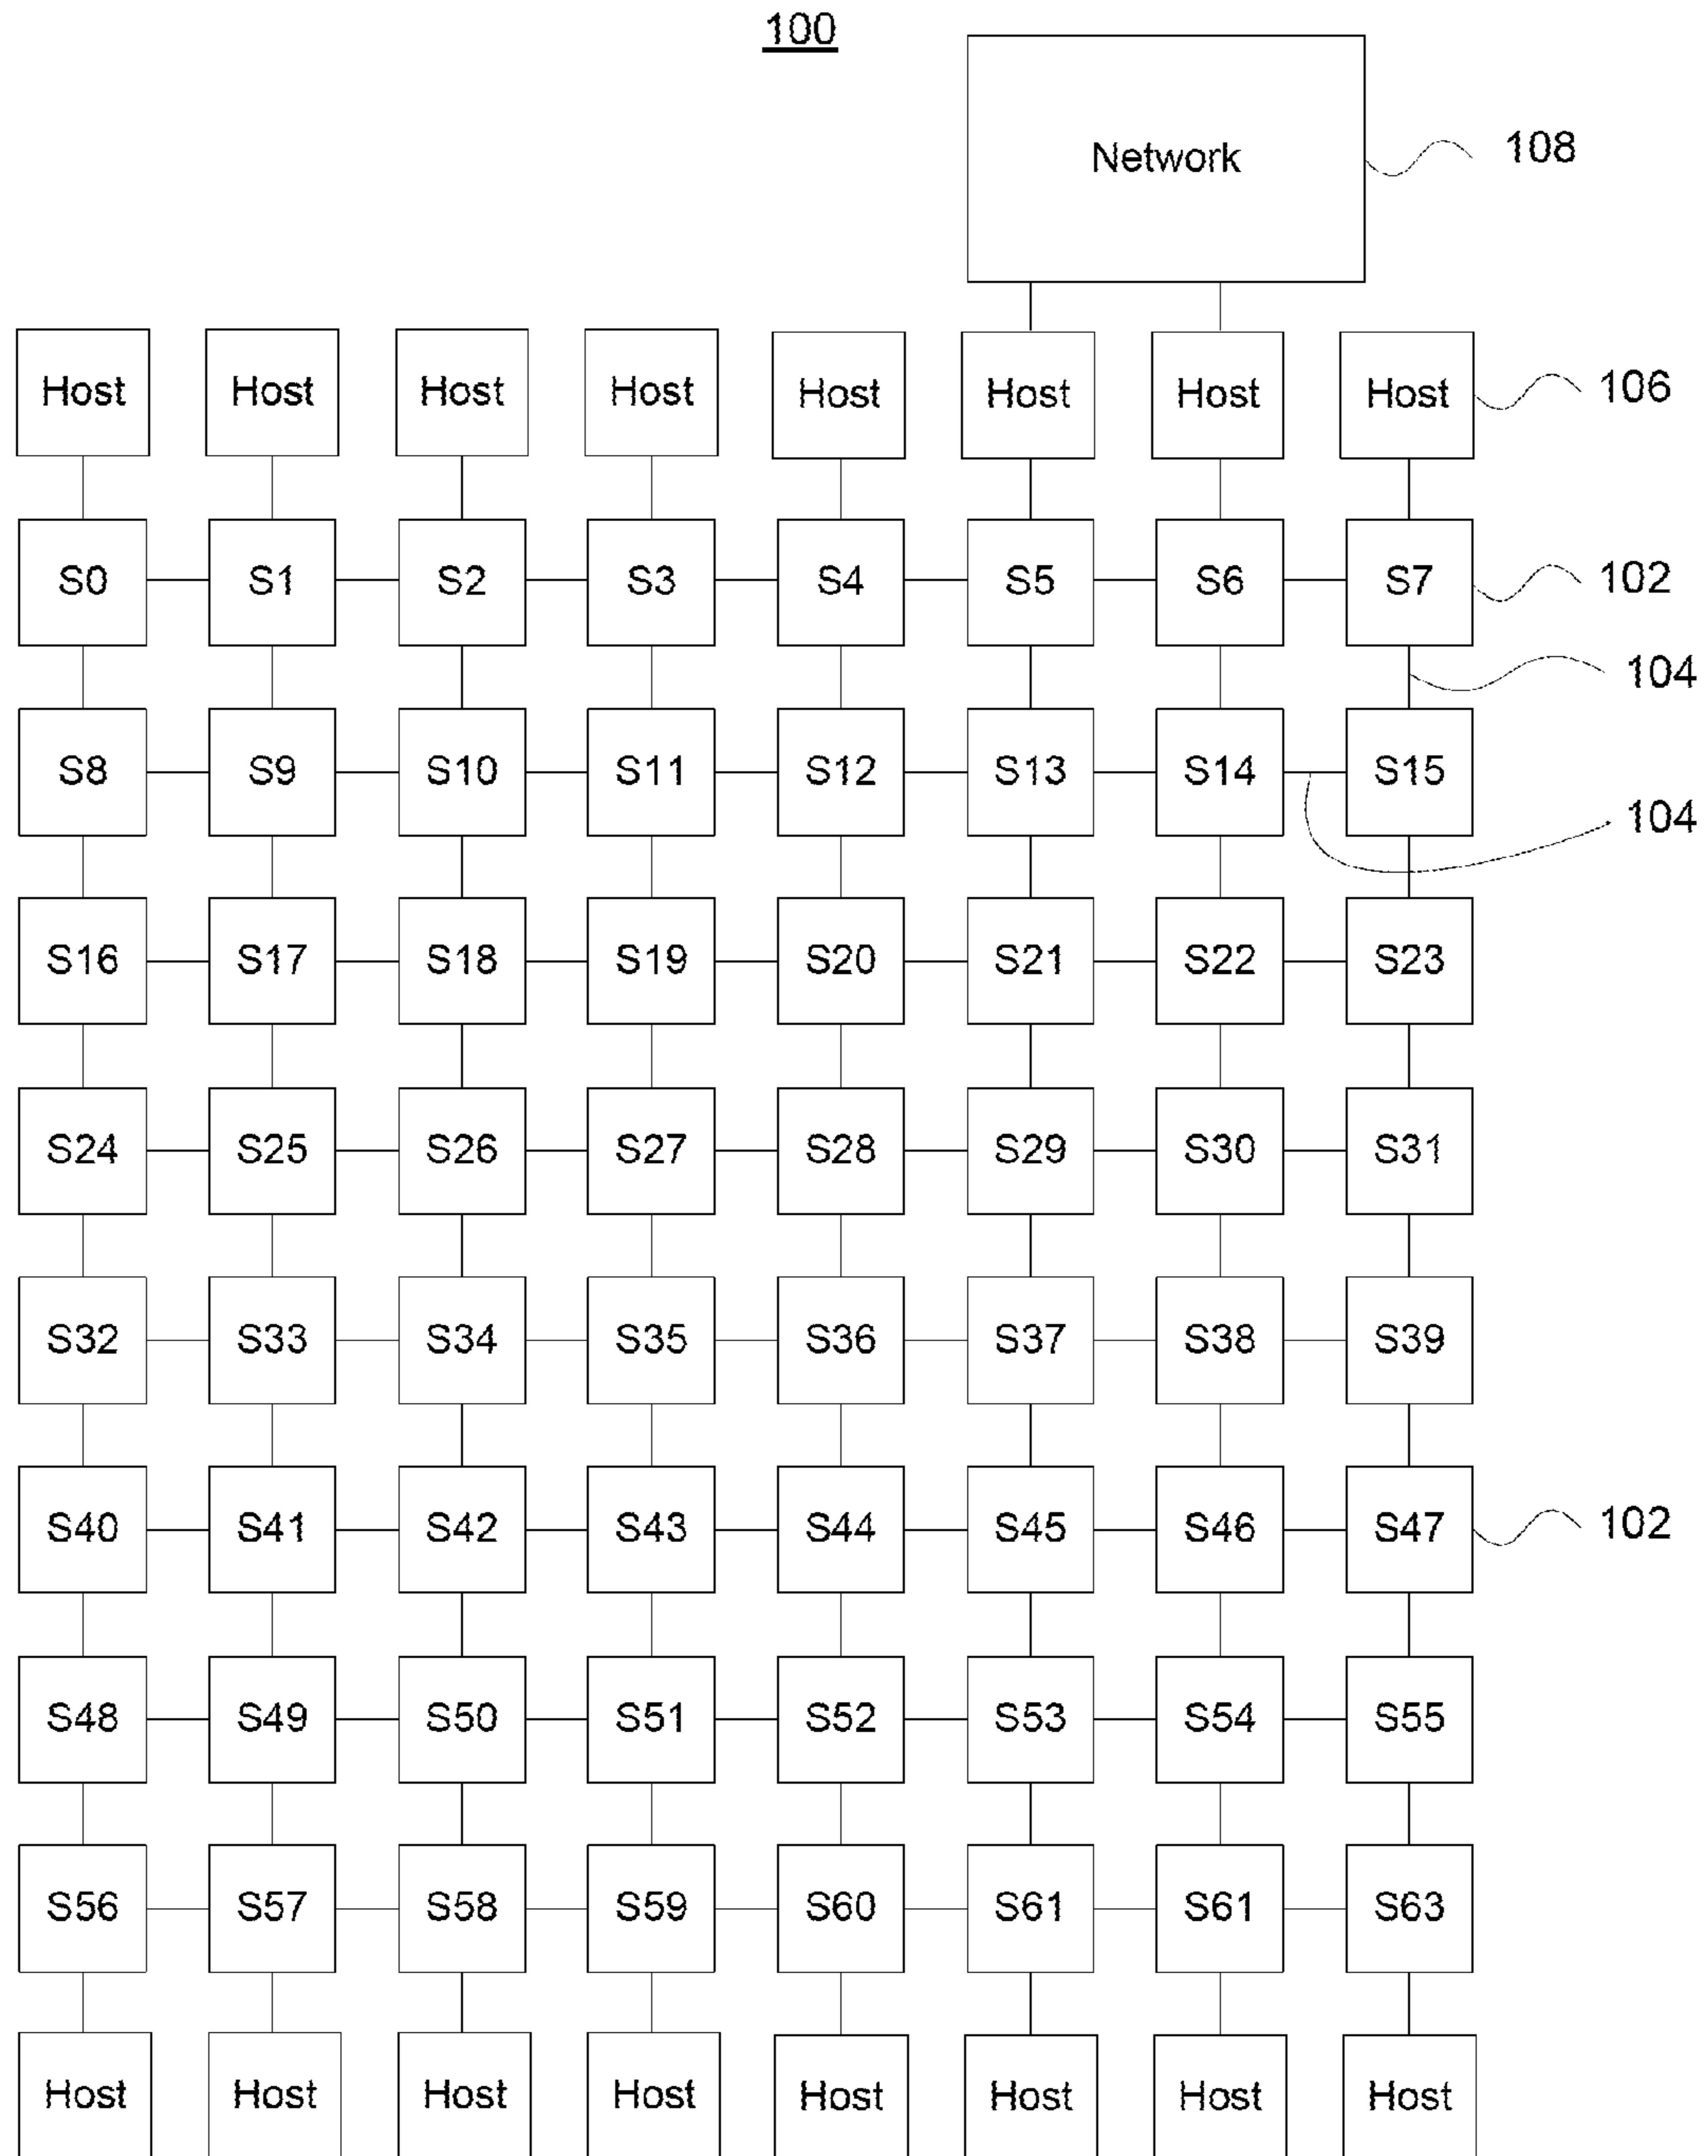 100
Network 108
Host Host Host Host Host Host Host Host 106
S0 S1 S2 S3 S4 S5 S6 S7 102
104
S8 S9 S10 S11 S12 S13 S14 S15
104
S16 S17 S18 S19 S20 S21 S22 S23
S24 S25 S26 S27 S28 S29 S30 S31
S32 S33 S34 S35 S36 S37 S38 S39
S40 S41 S42 S43 S44 S45 S46 S47 102
S48 S49 S50 S51 S52 S53 S54 S55
S56 S57 S58 S59 S60 S61 S61 S63
Host Host Host Host Host Host Host Host